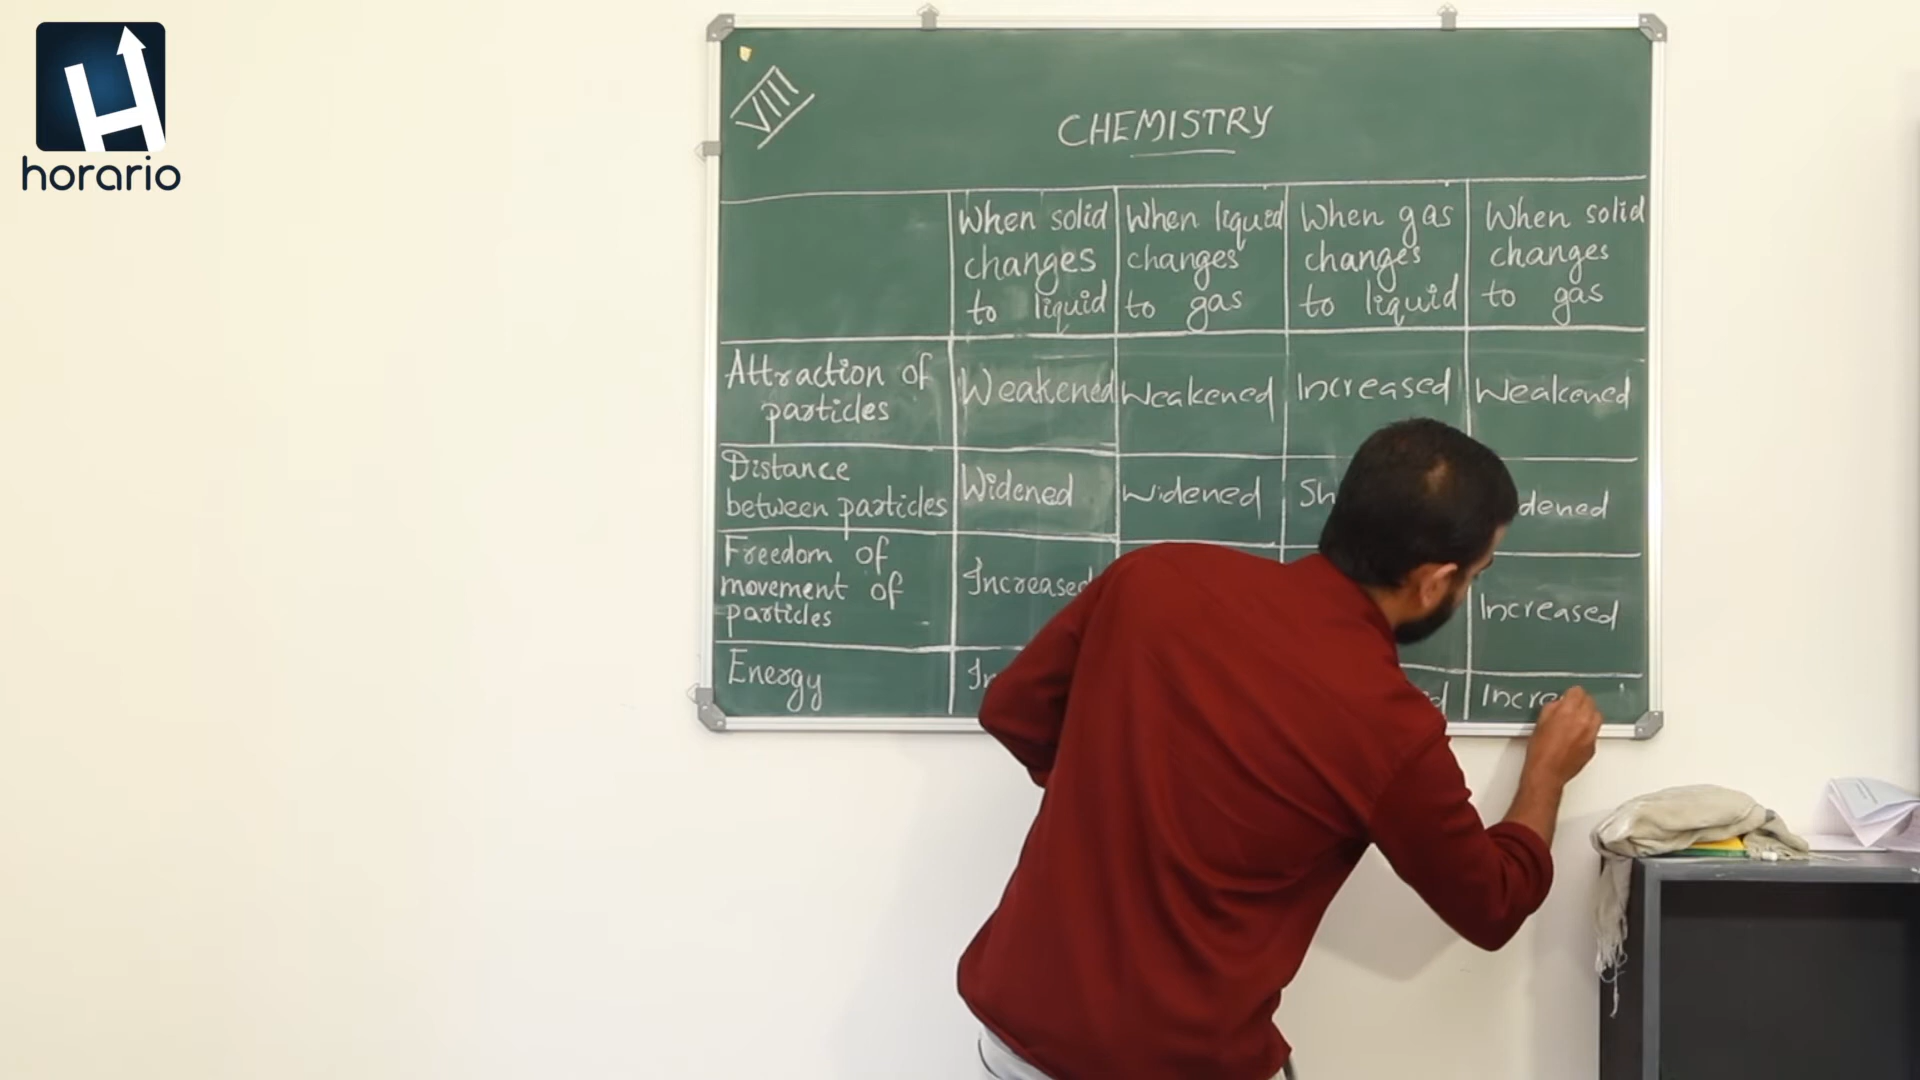 horario
VIII
CHEMISTRY
When solid
changes
to liquid
When liquid
changes
to gas
When gas
changes
to liquid
When solid
changes
to gas
Attraction of
particles
Weakened
Weakened
Increased
Weakened
Distance
between particles
Widened
Widened
Freedom of
movement of
particles
Increased
Increased
Energy